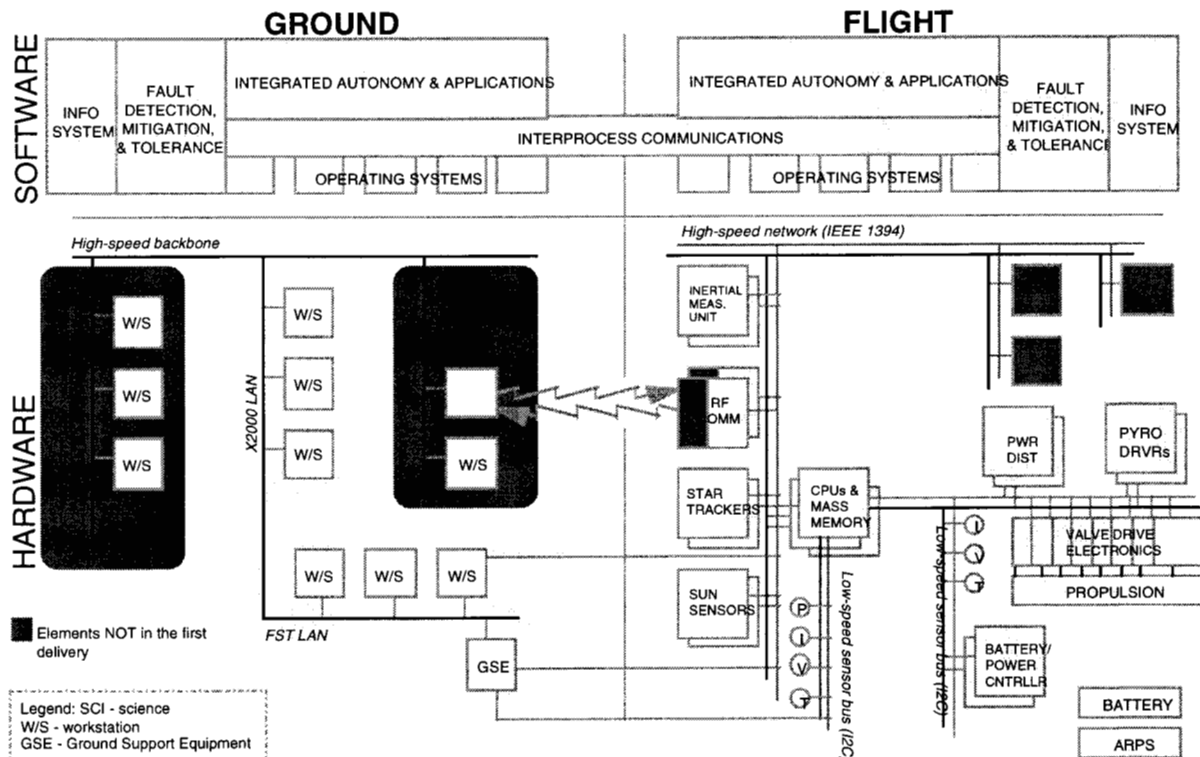 GROUND
FLIGHT
SOFTWARE
INFO
SYSTEM
FAULT
DETECTION,
MITIGATION,
& TOLERANCE
INTEGRATED AUTONOMY & APPLICATIONS
INTEGRATED AUTONOMY & APPLICATIONS
FAULT
DETECTION,
MITIGATION,
& TOLERANCE
INFO
SYSTEM
INTERPROCESS COMMUNICATIONS
OPERATING SYSTEMS
OPERATING SYSTEMS
HARDWARE
High-speed backbone
W/S
W/S
W/S
X2000 LAN
W/S
W/S
W/S
W/S
W/S
W/S
W/S
FST LAN
GSE
High-speed network (IEEE 1394)
INERTIAL
MEAS.
UNIT
RF
OMM
STAR
TRACKERS
SUN
SENSORS
CPUs &
MASS
MEMORY
P
I
V
T
Low-speed sensor bus (I2C
PWR
DIST
PYRO
DRVRs
Low-speed sensor bus (I2C)
I
V
T
VALVE DRIVE
ELECTRONICS
PROPULSION
BATTERY/
POWER
CNTRLLR
BATTERY
ARPS
Elements NOT in the first
delivery
Legend: SCI - science
W/S - workstation
GSE - Ground Support Equipment